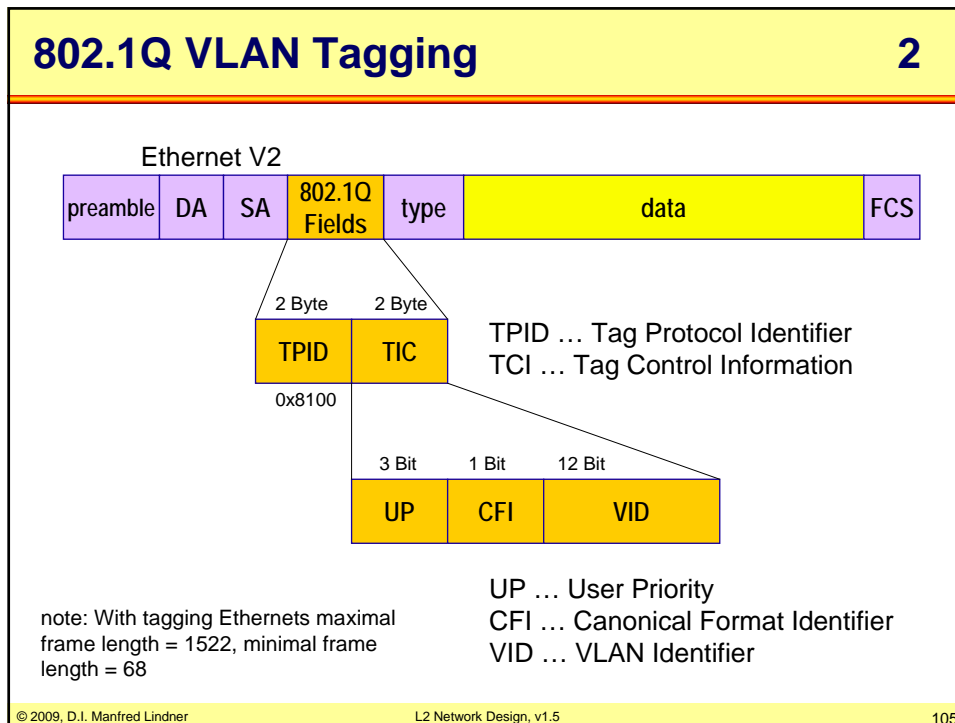 802.1Q VLAN Tagging 2
Ethernet V2
preamble DA SA 802.1Q Fields type data FCS
2 Byte 2 Byte
TPID TIC
0x8100
TPID … Tag Protocol Identifier
TCI … Tag Control Information
3 Bit 1 Bit 12 Bit
UP CFI VID
UP … User Priority
CFI … Canonical Format Identifier
VID … VLAN Identifier
note: With tagging Ethernets maximal
frame length = 1522, minimal frame
length = 68
© 2009, D.I. Manfred Lindner L2 Network Design, v1.5 105